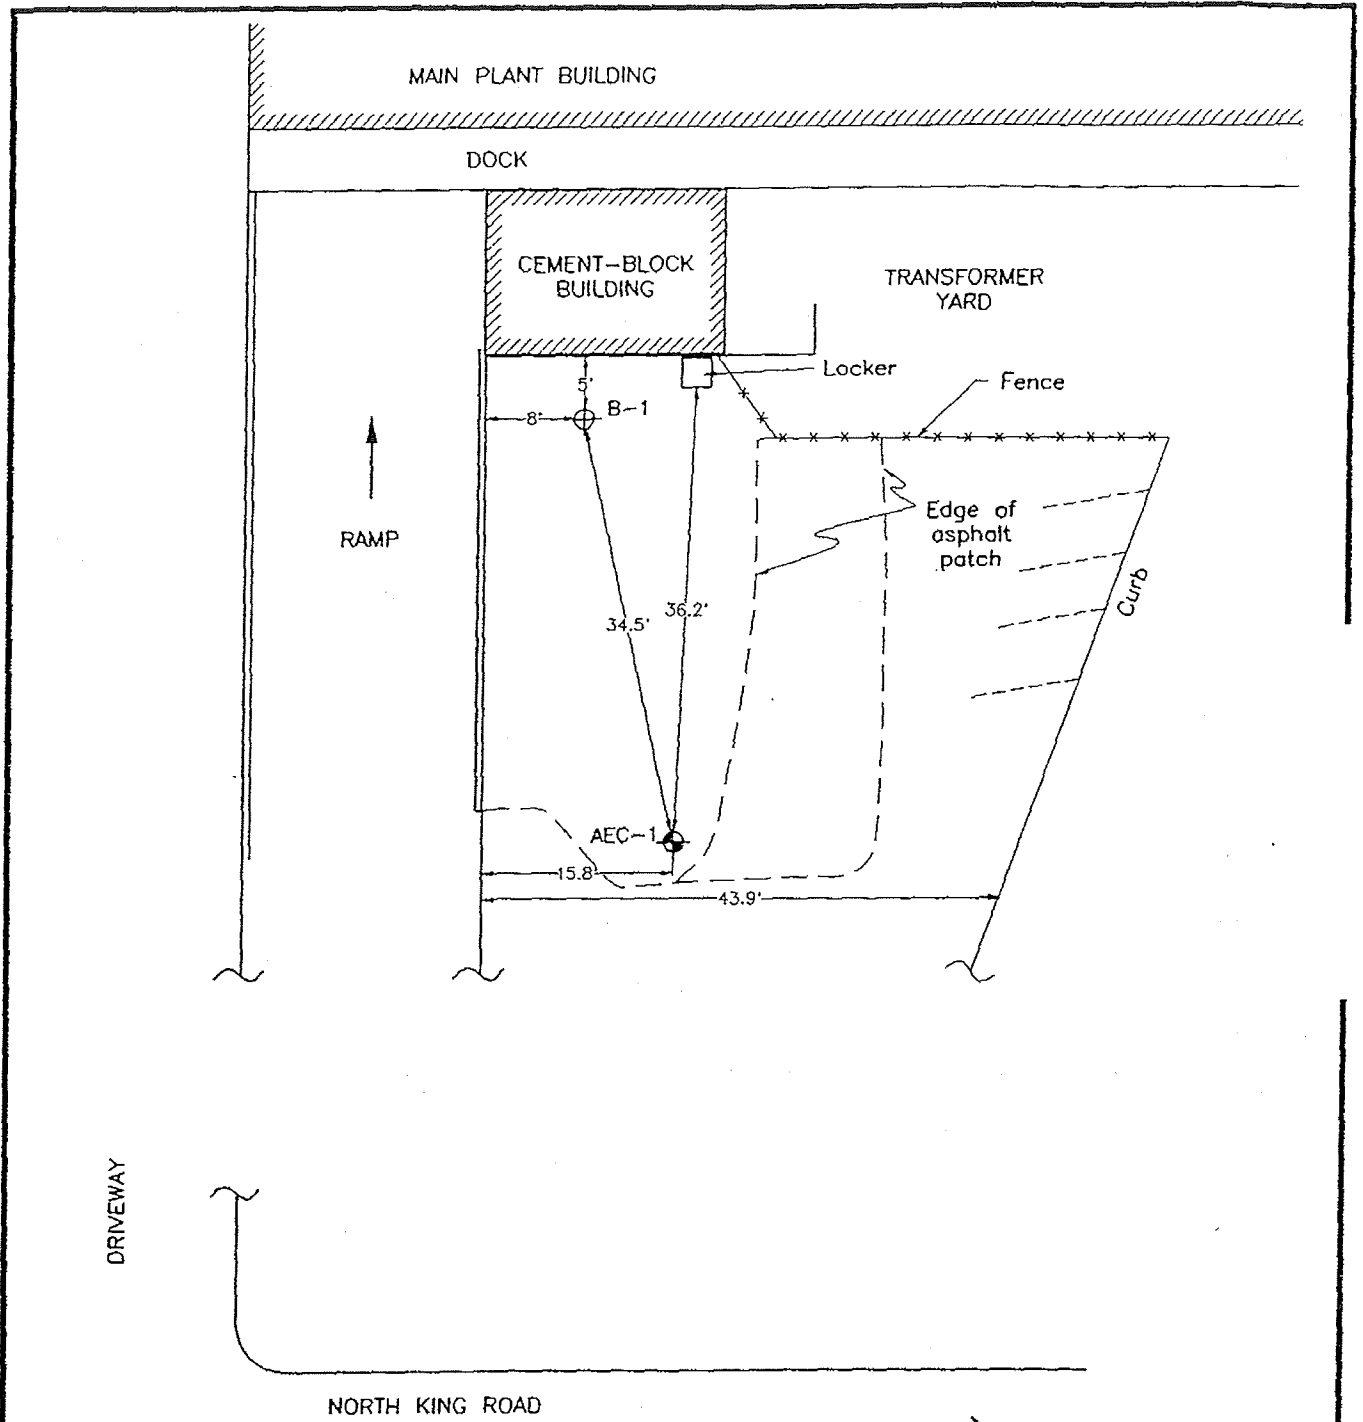 MAIN PLANT BUILDING
DOCK
CEMENT-BLOCK
BUILDING
TRANSFORMER
YARD
Locker
Fence
5'
8'
B-1
Edge of
asphalt
patch
RAMP
Curb
34.5'
36.2'
AEC-1
15.8'
43.9'
DRIVEWAY
NORTH KING ROAD